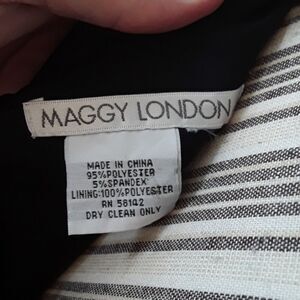 MAGGY LONDON
MADE IN CHINA
95%POLYESTER
5%SPANDEX
LINING:100%POLYESTER
RN 58142
DRY CLEAN ONLY